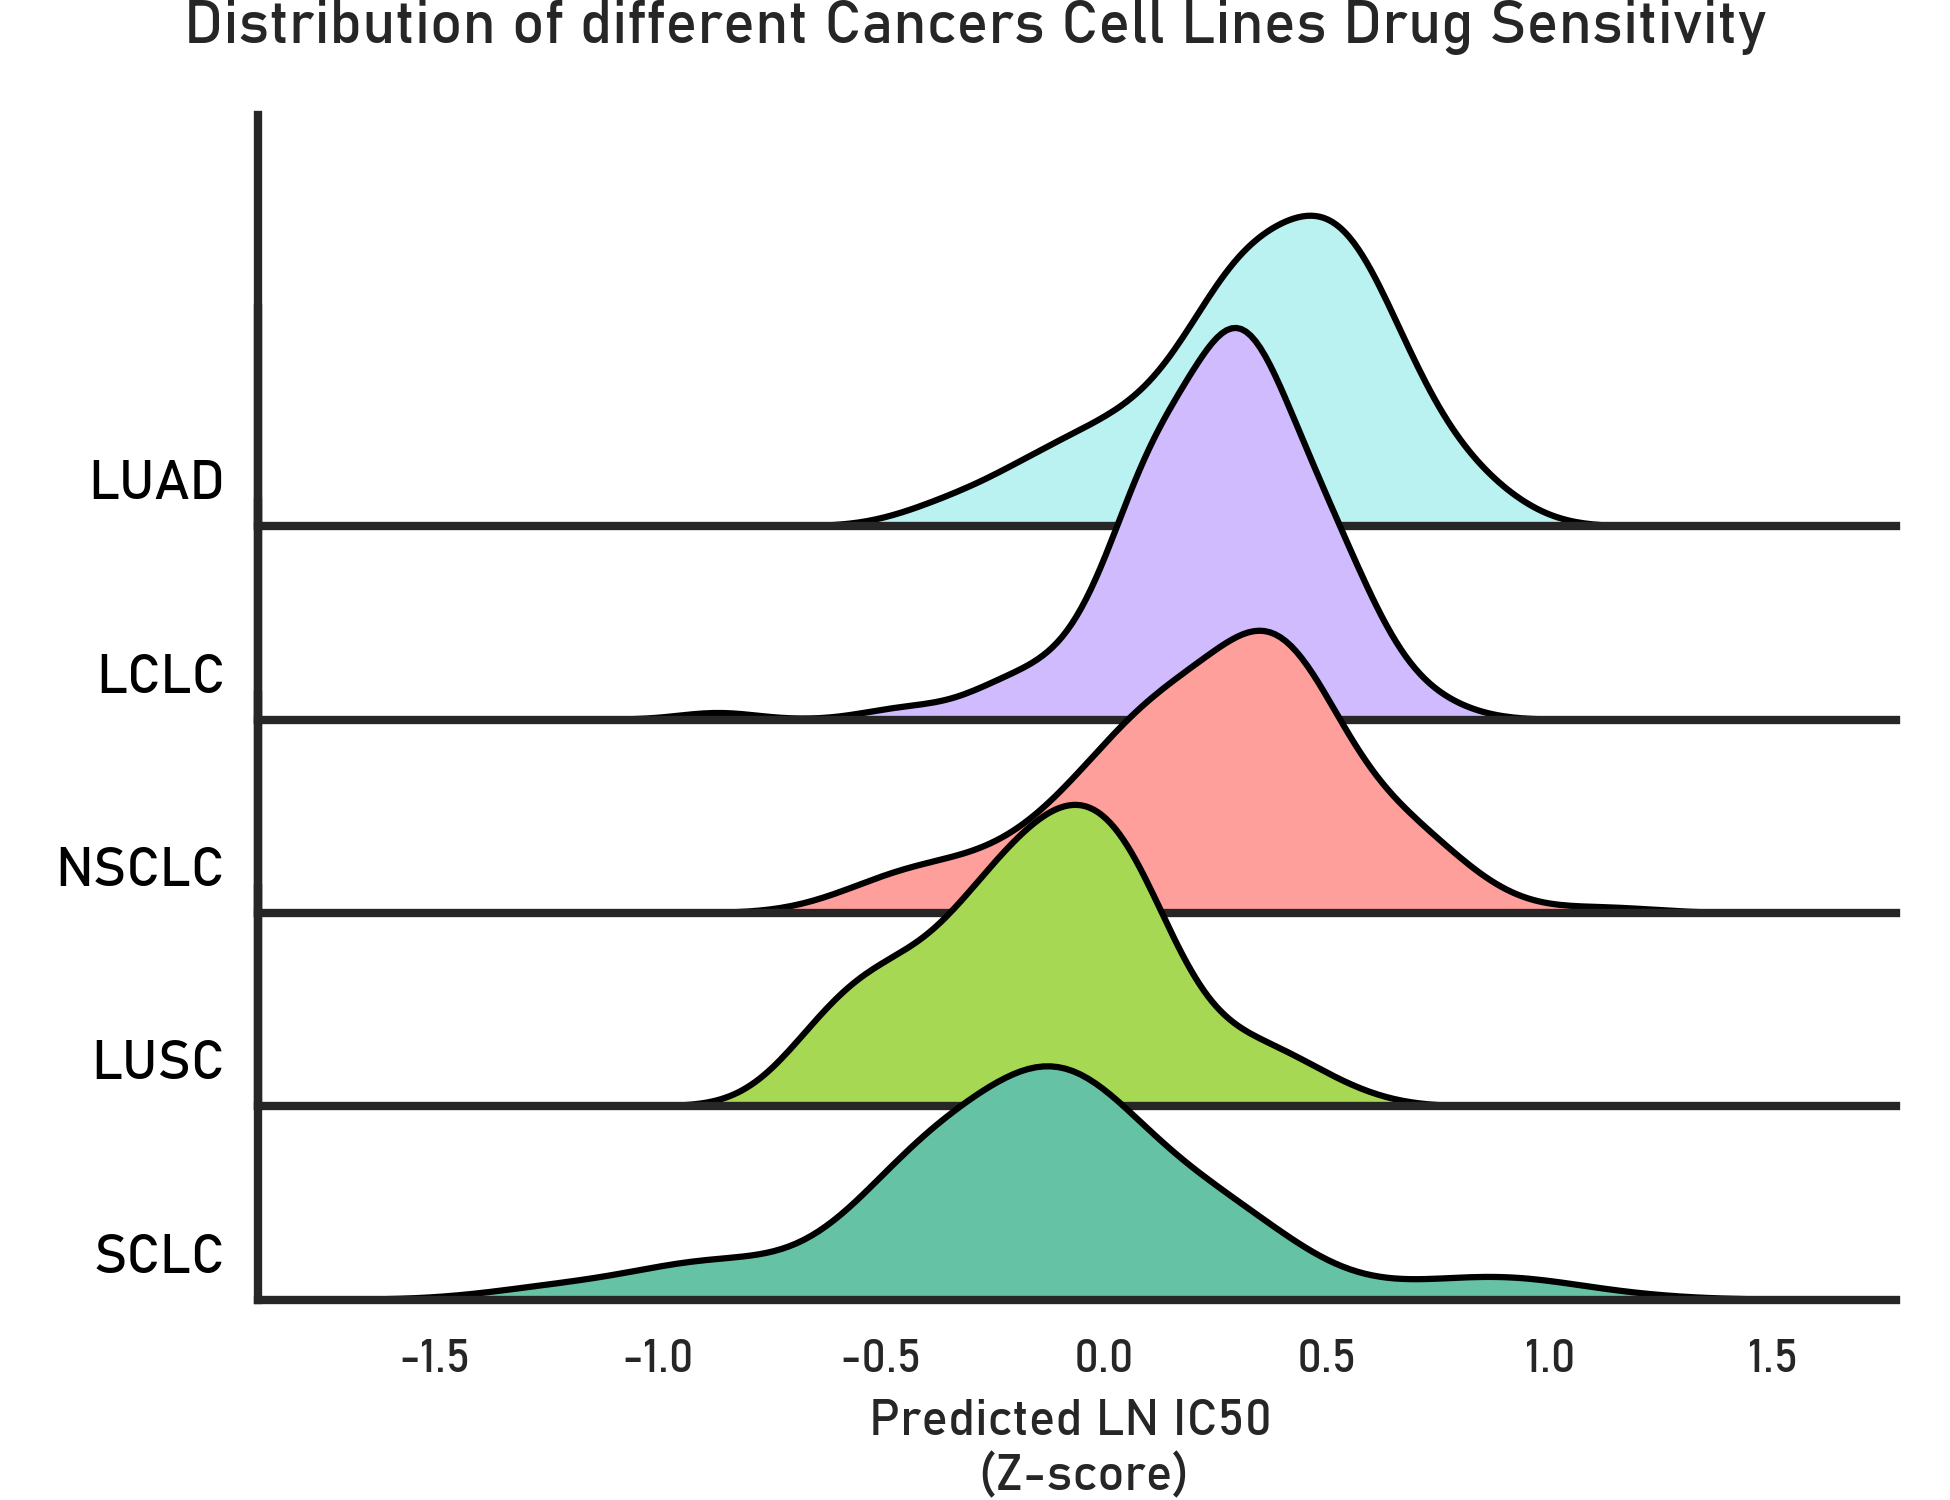 Distribution of different Cancers Cell Lines Drug Sensitivity
LUAD
LCLC
NSCLC
LUSC
SCLC
-1.5 -1.0 -0.5 0.0 0.5 1.0 1.5
Predicted LN IC50
(Z-score)